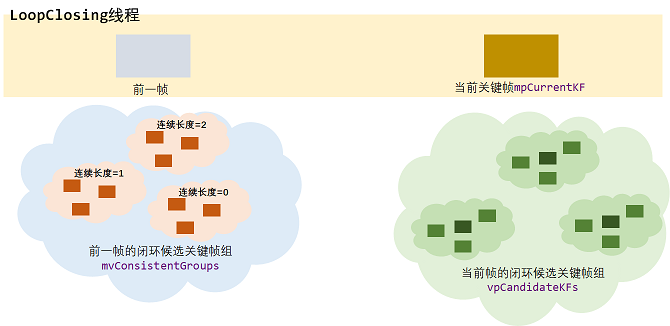 LoopClosing线程
前一帧
当前关键帧mpCurrentKF
连续长度=2
连续长度=1
连续长度=0
前一帧的闭环候选关键帧组
mvConsistentGroups
当前帧的闭环候选关键帧组
vpCandidateKFs